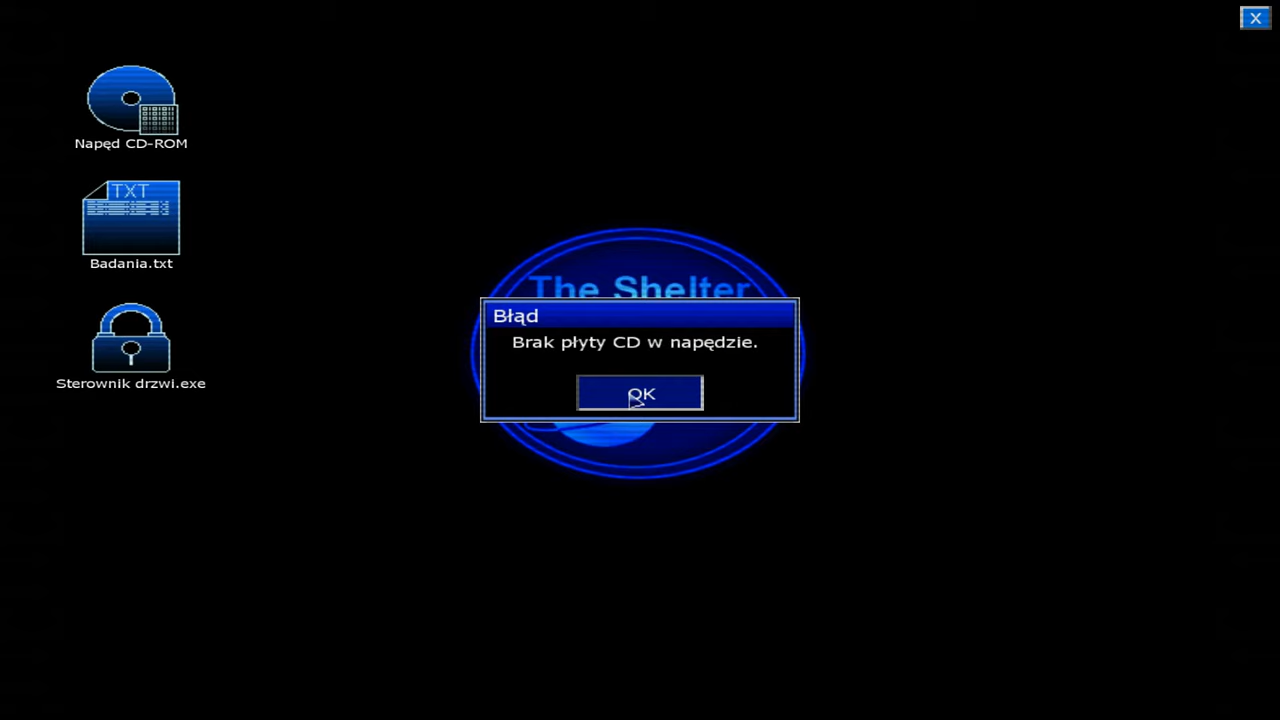 X
Napęd CD-ROM
TXT
Badania.txt
Sterownik drzwi.exe
The Shelter
Błąd
Brak płyty CD w napędzie.
OK